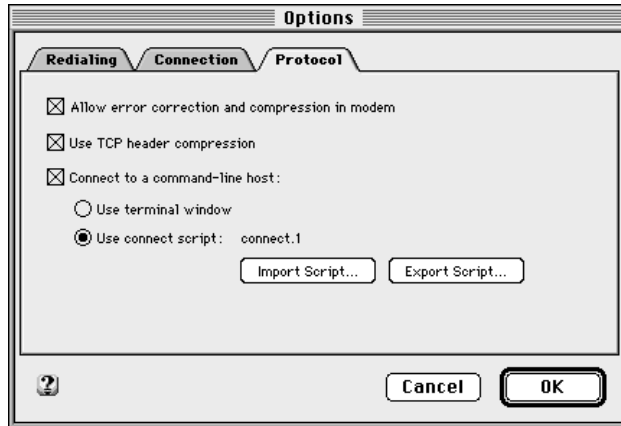 Options
Redialing Connection Protocol
Allow error correction and compression in modem
Use TCP header compression
Connect to a command-line host:
Use terminal window
Use connect script: connect.1
Import Script... Export Script...
? Cancel OK